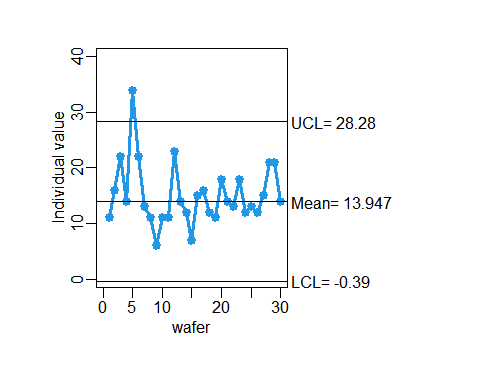 Individual value
40
30
20
10
0
UCL= 28.28
Mean= 13.947
LCL= -0.39
0 5 10 20 30
wafer